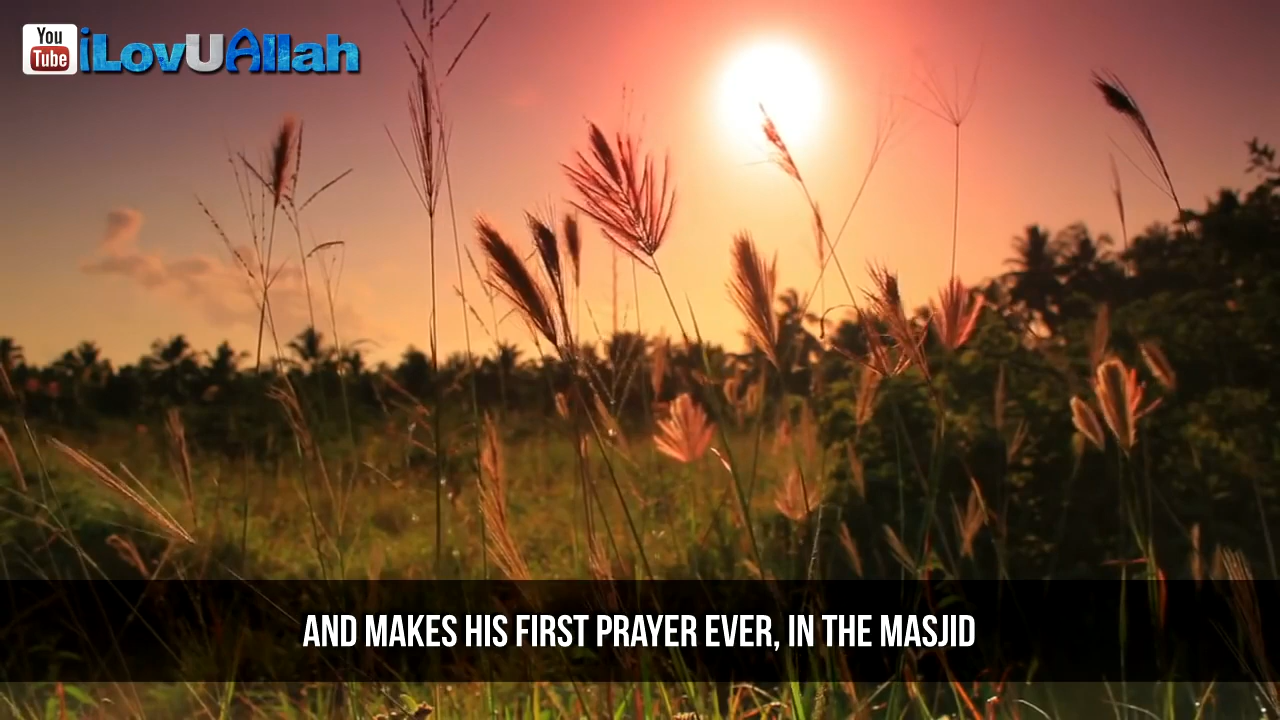 You
Tube
iLovUAllah
AND MAKES HIS FIRST PRAYER EVER, IN THE MASJID